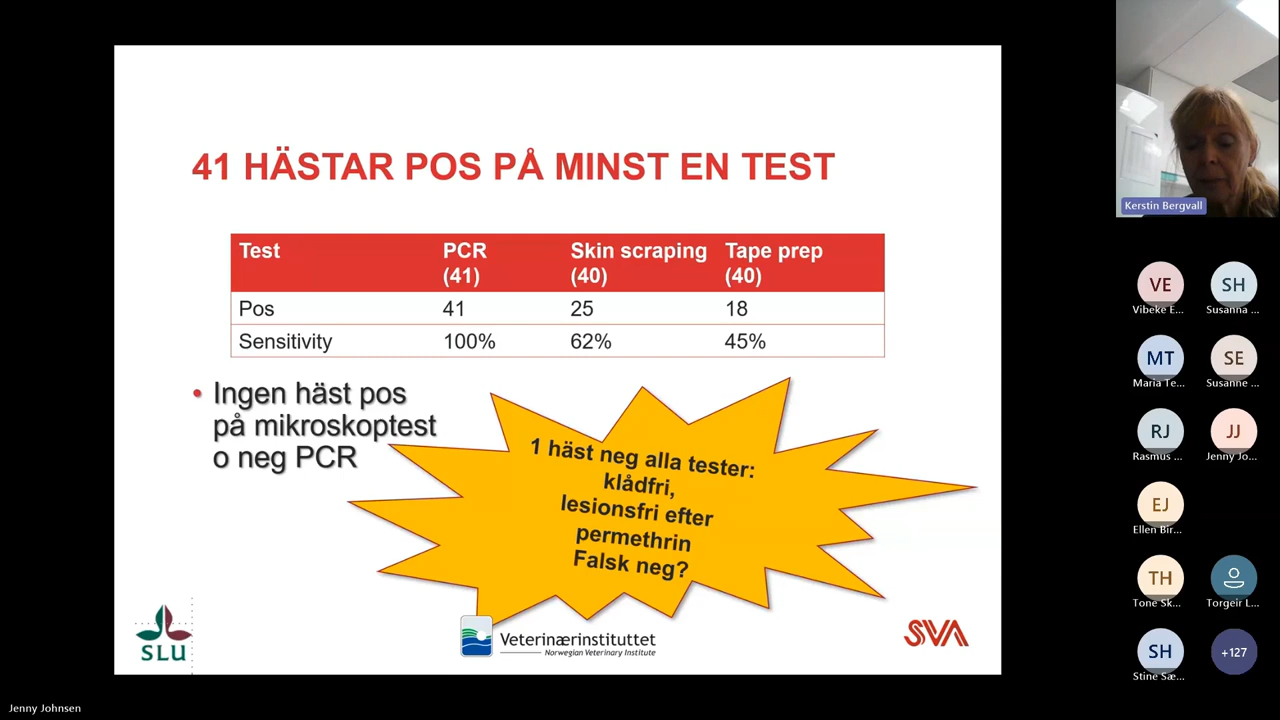 41 HÄSTAR POS PÅ MINST EN TEST
Test PCR (41) Skin scraping (40) Tape prep (40)
Pos 41 25 18
Sensitivity 100% 62% 45%
• Ingen häst pos
på mikroskoptest
o neg PCR
1 häst neg alla tester:
klådfri,
lesionsfri efter
permethrin
Falsk neg?
SLU
Veterinærinstituttet
Norwegian Veterinary Institute
SVA
Kerstin Bergvall
VE SH
Vibeke E... Susanna ...
MT SE
Maria Te... Susanne ...
RJ JJ
Rasmus ... Jenny Jo...
EJ
Ellen Bir...
TH
Tone Sk... Torgeir L...
SH +127
Stine Sæ...
Jenny Johnsen